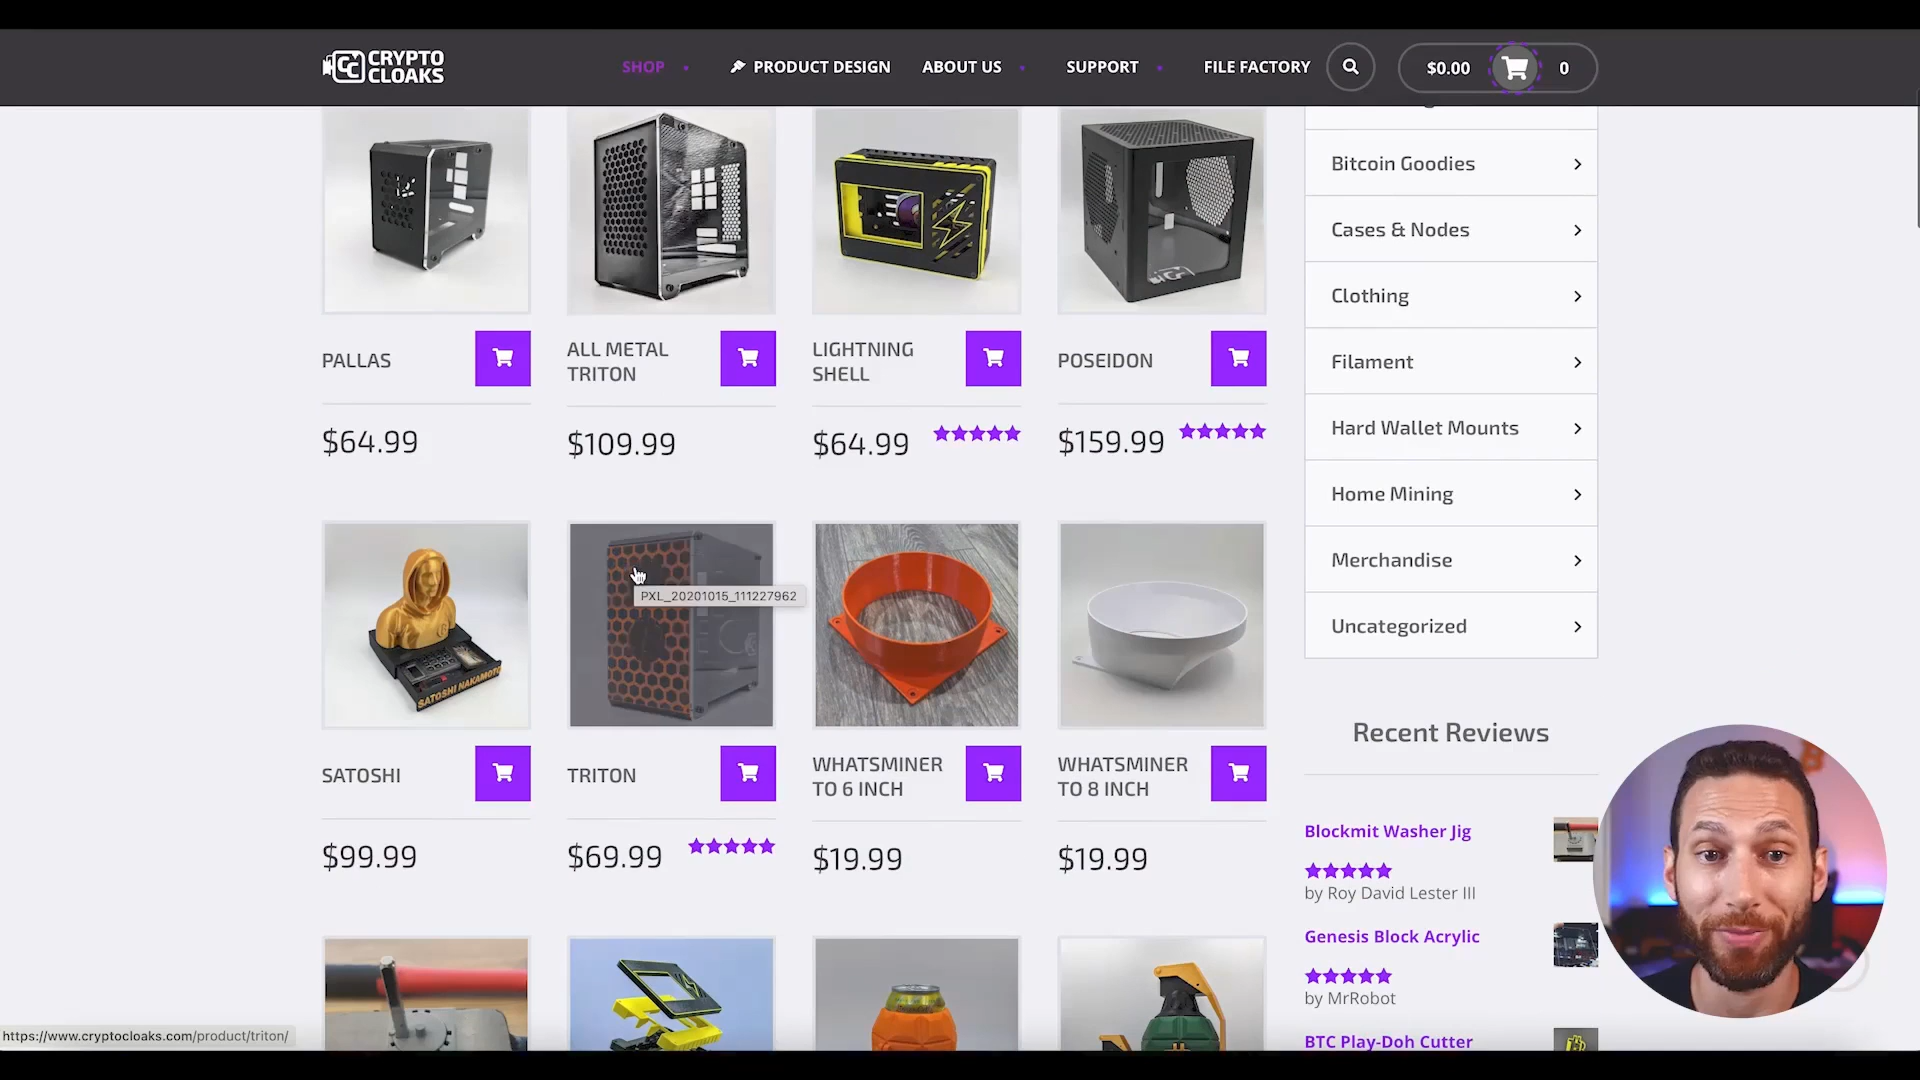 CRYPTO
CLOAKS
SHOP
PRODUCT DESIGN
ABOUT US
SUPPORT
FILE FACTORY
$0.00
0
PALLAS
$64.99
ALL METAL
TRITON
$109.99
LIGHTNING
SHELL
$64.99
POSEIDON
$159.99
SATOSHI NAKAMOTO
PXL_20201015_111227962
SATOSHI
$99.99
TRITON
$69.99
WHATSMINER
TO 6 INCH
$19.99
WHATSMINER
TO 8 INCH
$19.99
Bitcoin Goodies
Cases & Nodes
Clothing
Filament
Hard Wallet Mounts
Home Mining
Merchandise
Uncategorized
Recent Reviews
Blockmit Washer Jig
by Roy David Lester III
Genesis Block Acrylic
by MrRobot
BTC Play-Doh Cutter
https://www.cryptocloaks.com/product/triton/